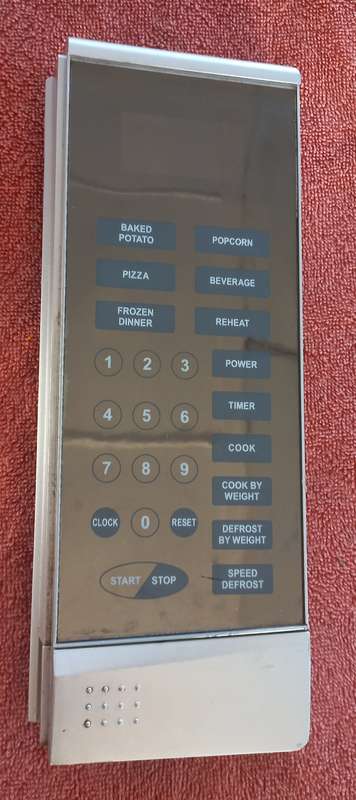 BAKED
POTATO
POPCORN
PIZZA
BEVERAGE
FROZEN
DINNER
REHEAT
1 2 3
POWER
4 5 6
TIMER
COOK
7 8 9
COOK BY
WEIGHT
CLOCK 0 RESET
DEFROST
BY WEIGHT
START STOP
SPEED
DEFROST